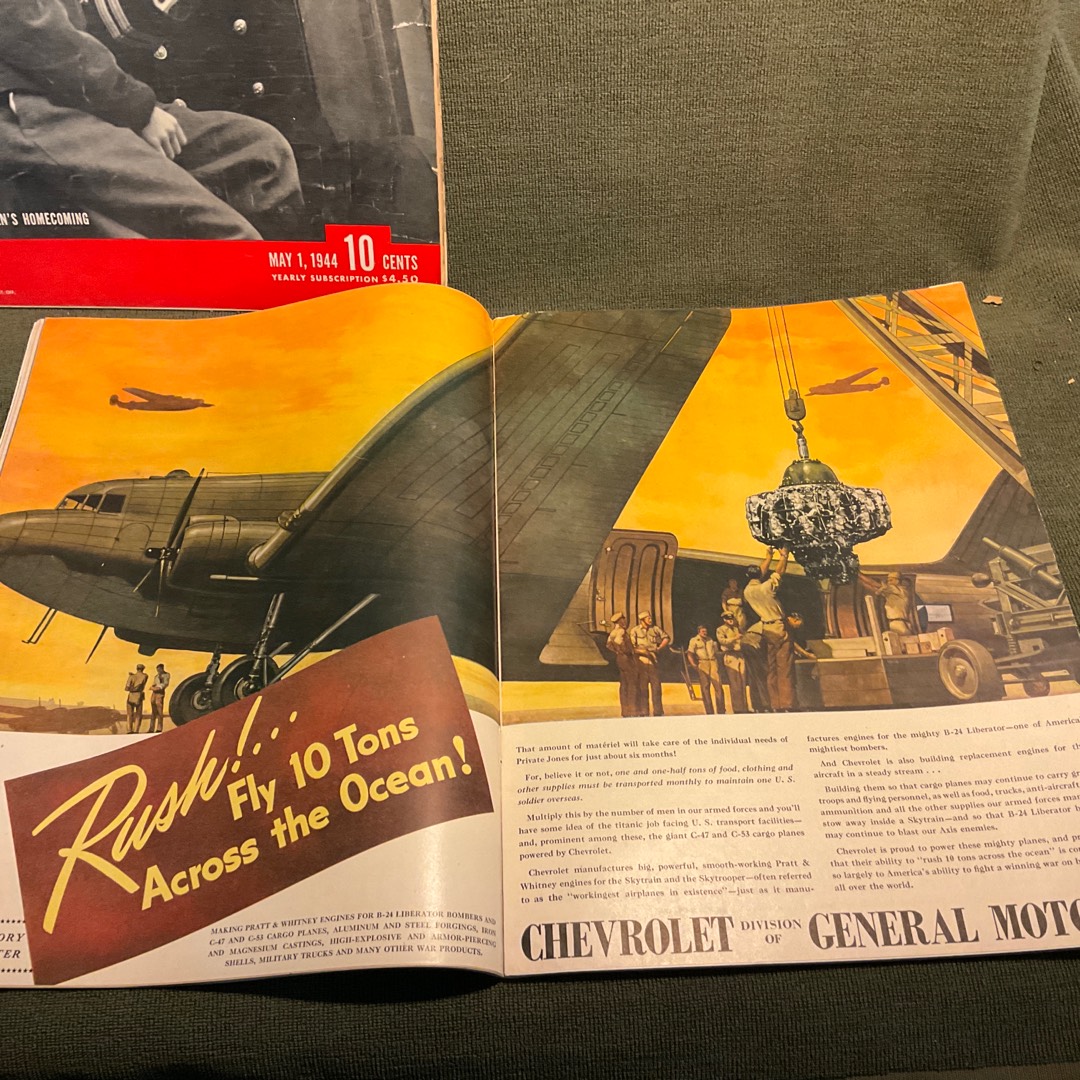 N'S HOMECOMING
MAY 1, 1944 10 CENTS
YEARLY SUBSCRIPTION $4.50
Rush!..
Fly 10 Tons
Across the Ocean!
ORY
TER
MAKING PRATT & WHITNEY ENGINES FOR B-24 LIBERATOR BOMBERS AND
C-47 AND C-53 CARGO PLANES, ALUMINUM AND STEEL FORGINGS, IRON
AND MAGNESIUM CASTINGS, HIGH-EXPLOSIVE AND ARMOR-PIERCING
SHELLS, MILITARY TRUCKS AND MANY OTHER WAR PRODUCTS.
That amount of matériel will take care of the individual needs of
Private Jones for just about six months!
For, believe it or not, one and one-half tons of food, clothing and
other supplies must be transported monthly to maintain one U. S.
soldier overseas.
Multiply this by the number of men in our armed forces and you'll
have some idea of the titanic job facing U. S. transport facilities—
and, prominent among these, the giant C-47 and C-53 cargo planes
powered by Chevrolet.
Chevrolet manufactures big, powerful, smooth-working Pratt &
Whitney engines for the Skytrain and the Skytrooper—often referred
to as the "workingest airplanes in existence"—just as it manu-
factures engines for the mighty B-24 Liberator—one of America
mightiest bombers.
And Chevrolet is also building replacement engines for th
aircraft in a steady stream . . .
Building them so that cargo planes may continue to carry gr
troops and flying personnel, as well as food, trucks, anti-aircraft
ammunition and all the other supplies our armed forces mar
stow away inside a Skytrain—and so that B-24 Liberator b
may continue to blast our Axis enemies.
Chevrolet is proud to power these mighty planes, and pr
that their ability to "rush 10 tons across the ocean" is con
so largely to America's ability to fight a winning war on b
all over the world.
CHEVROLET DIVISION OF GENERAL MOTO